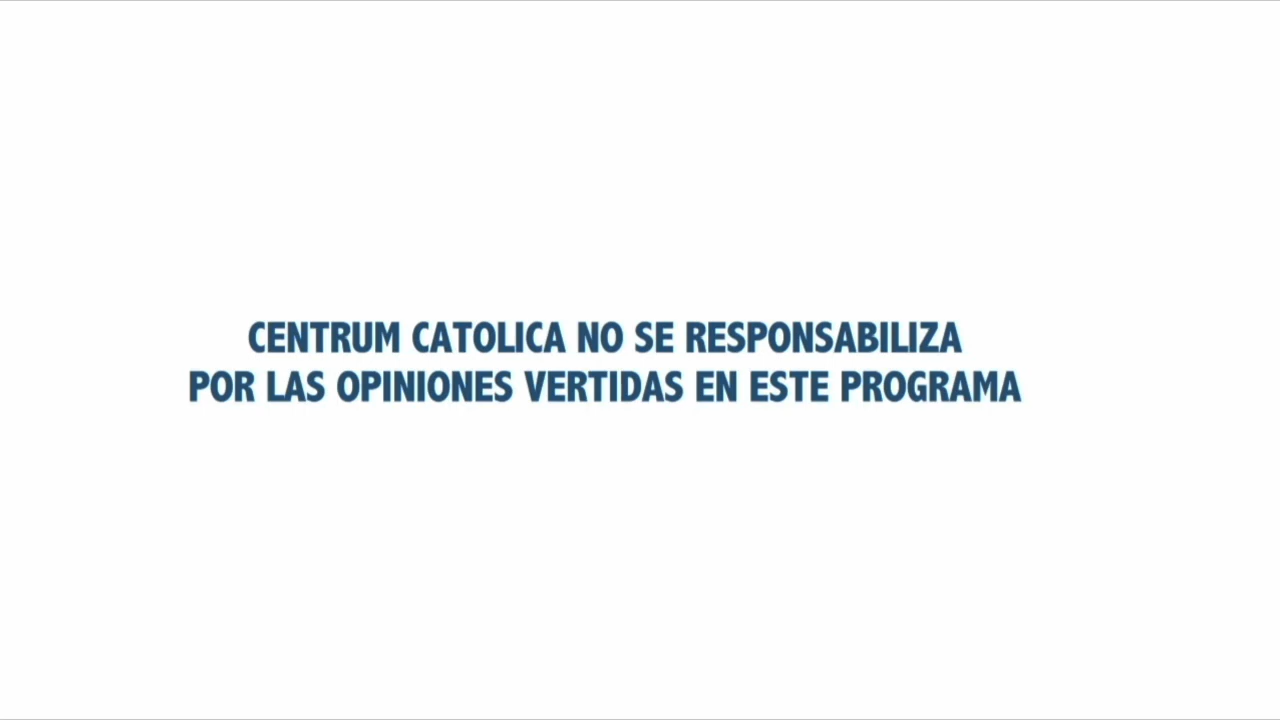 CENTRUM CATOLICA NO SE RESPONSABILIZA
POR LAS OPINIONES VERTIDAS EN ESTE PROGRAMA